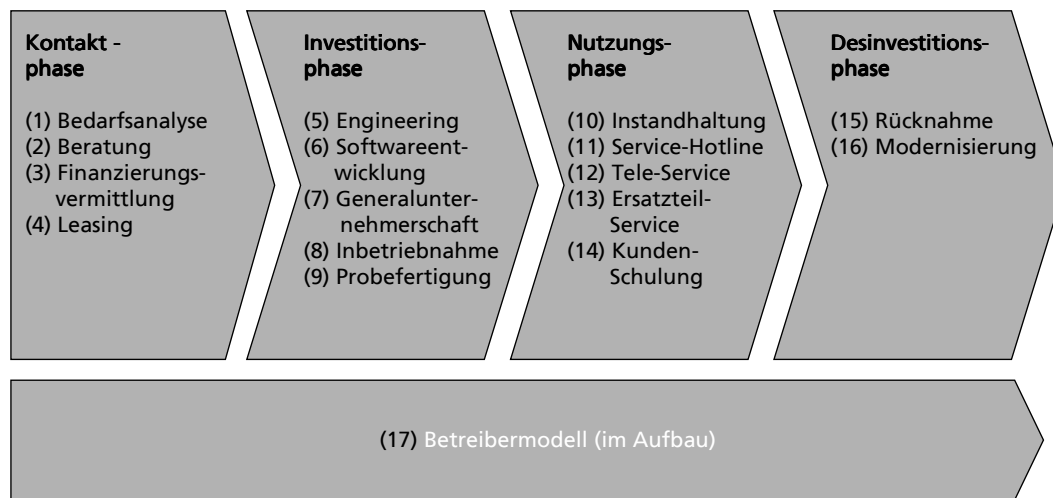 Kontakt -
phase
(1) Bedarfsanalyse
(2) Beratung
(3) Finanzierungs-
vermittlung
(4) Leasing
Investitions-
phase
(5) Engineering
(6) Softwareent-
wicklung
(7) Generalunter-
nehmerschaft
(8) Inbetriebnahme
(9) Probefertigung
Nutzungs-
phase
(10) Instandhaltung
(11) Service-Hotline
(12) Tele-Service
(13) Ersatzteil-
Service
(14) Kunden-
Schulung
Desinvestitions-
phase
(15) Rücknahme
(16) Modernisierung
(17) Betreibermodell (im Aufbau)